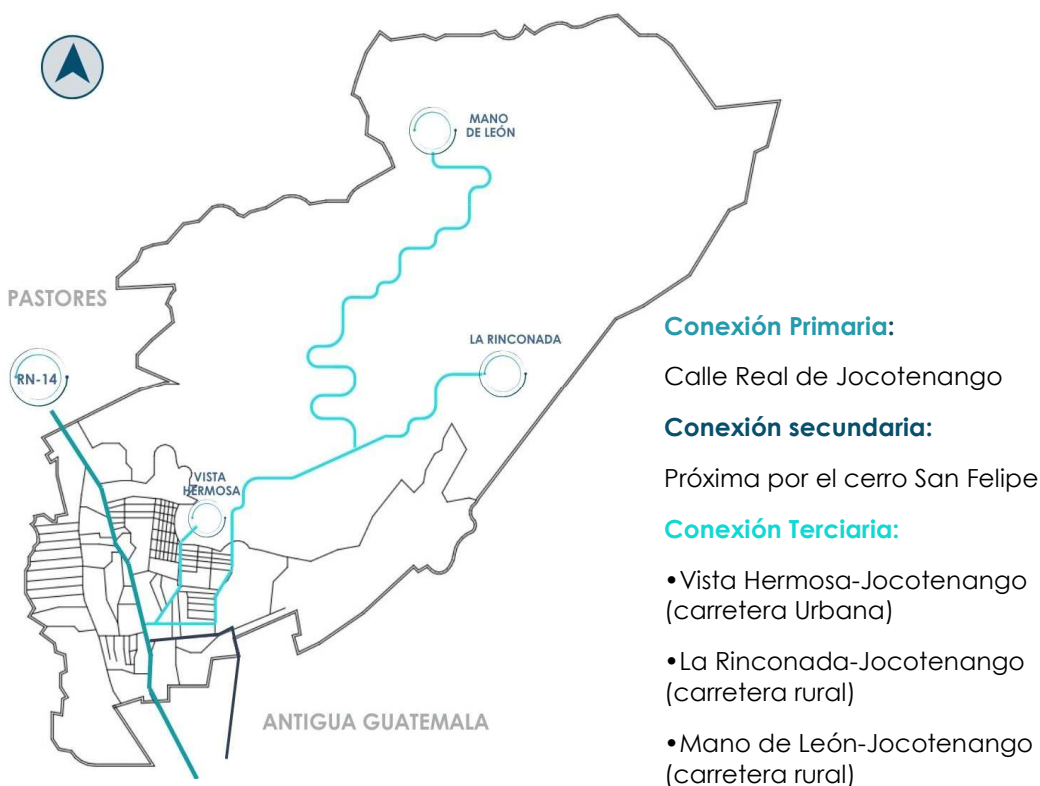 MANO
DE LEÓN
PASTORES
LA RINCONADA
RN-14
VISTA
HERMOSA
ANTIGUA GUATEMALA
Conexión Primaria:
Calle Real de Jocotenango
Conexión secundaria:
Próxima por el cerro San Felipe
Conexión Terciaria:
•Vista Hermosa-Jocotenango
(carretera Urbana)
•La Rinconada-Jocotenango
(carretera rural)
•Mano de León-Jocotenango
(carretera rural)